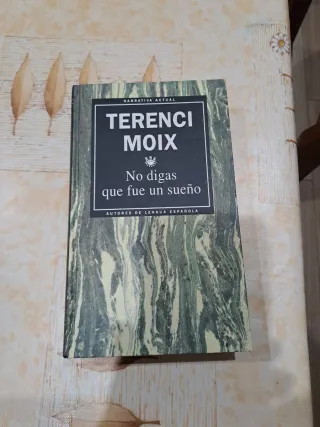 NARRATIVA ACTUAL
TERENCI
MOIX
No digas
que fue un sueño
AUTORES DE LENGUA ESPAÑOLA